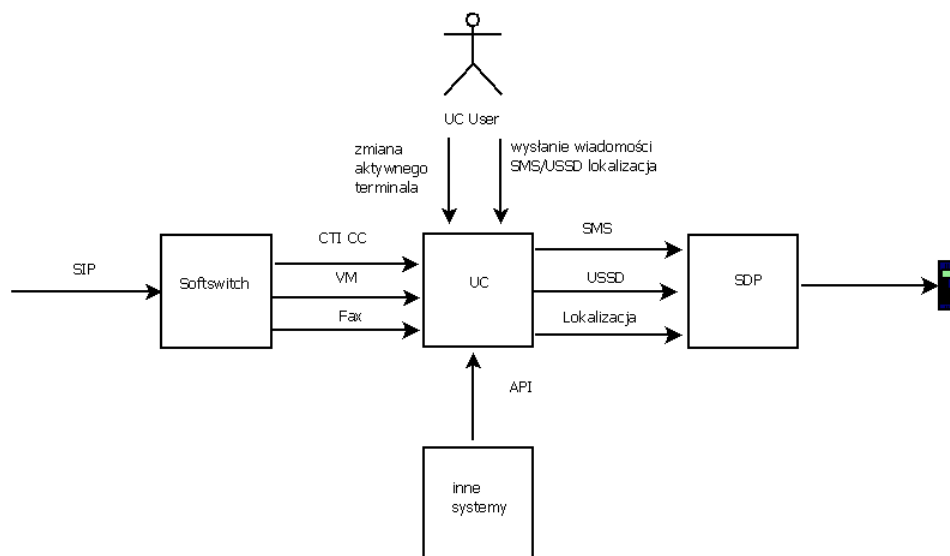 UC User
zmiana
aktywnego
terminala
wysłanie wiadomości
SMS/USSD lokalizacja
SIP
Softswitch
CTI CC
VM
Fax
UC
SMS
USSD
Lokalizacja
SDP
API
inne
systemy